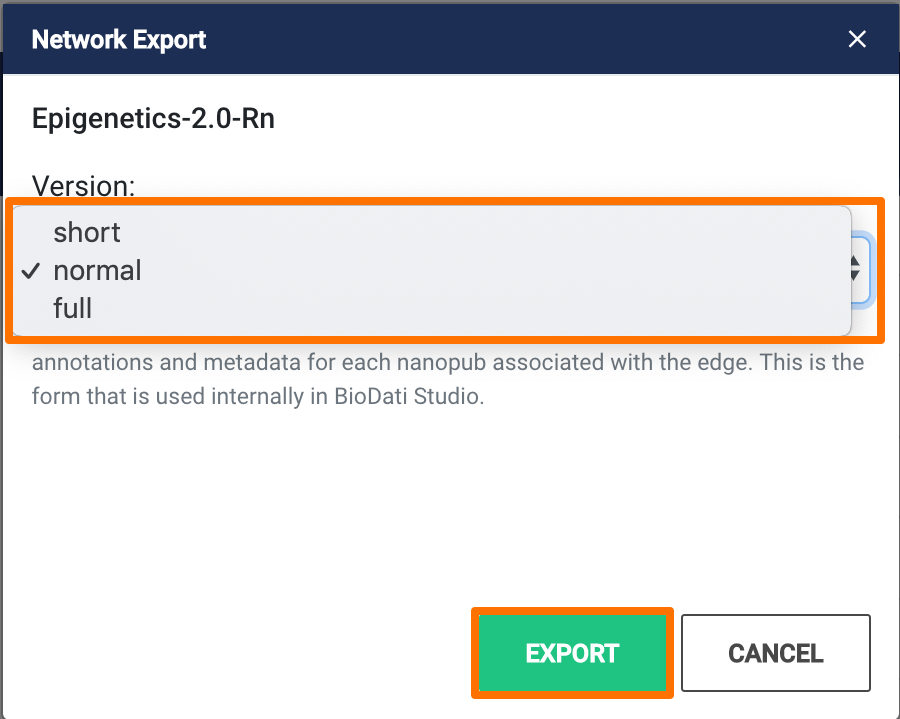 Network Export
Epigenetics-2.0-Rn
Version:
short
normal
full
annotations and metadata for each nanopub associated with the edge. This is the
form that is used internally in BioDati Studio.
EXPORT
CANCEL